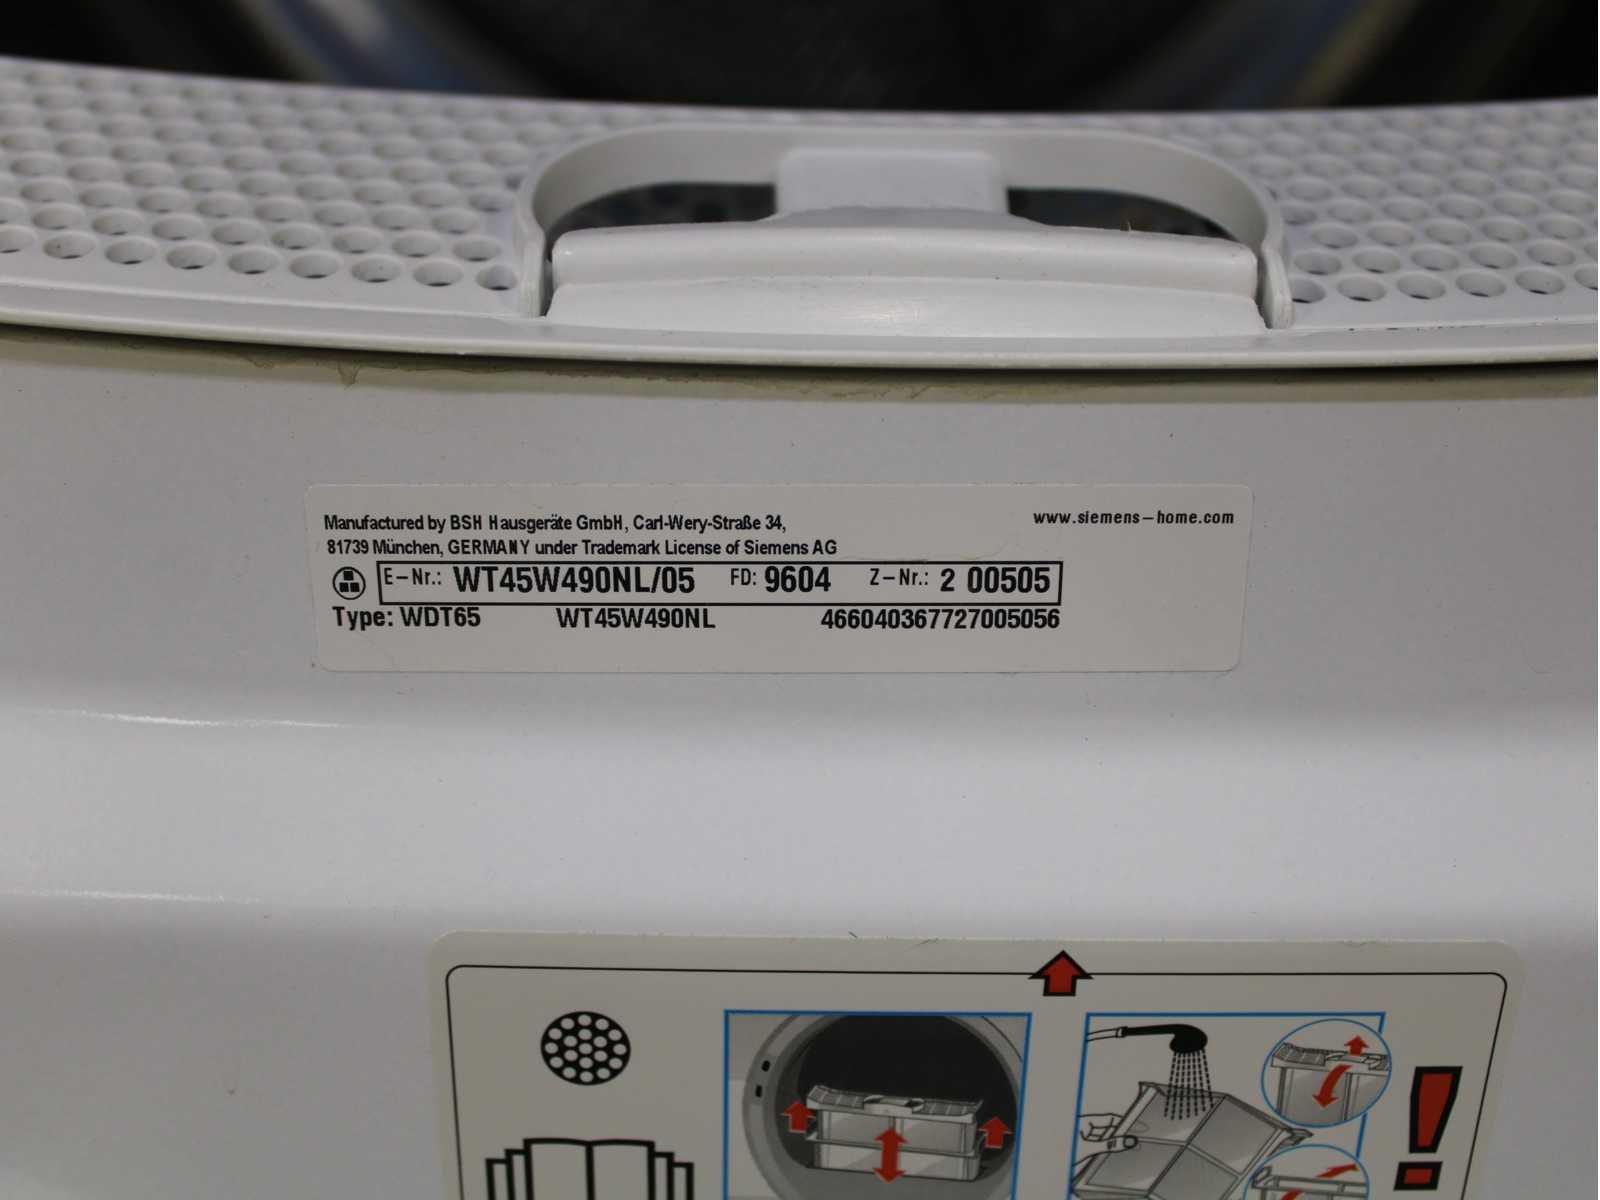 Manufactured by BSH Hausgeräte GmbH, Carl-Wery-Straße 34,
81739 München, GERMANY under Trademark License of Siemens AG
www.siemens-home.com
E-Nr.: WT45W490NL/05 FD: 9604 Z-Nr.: 2 00505
Type: WDT65 WT45W490NL 466040367727005056